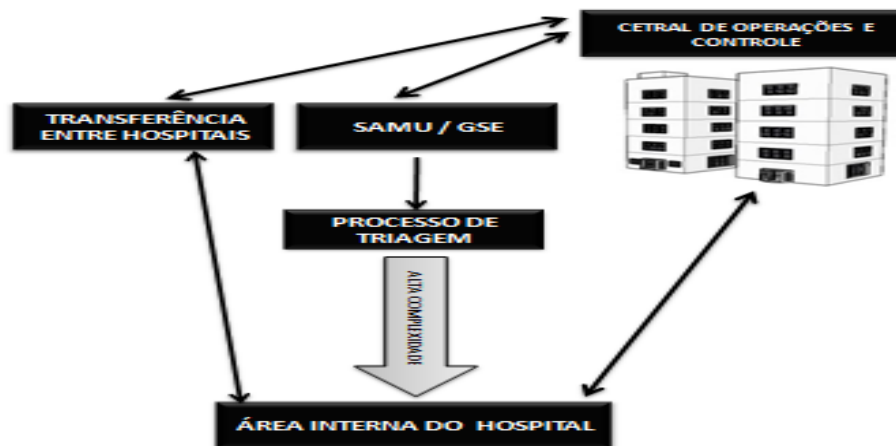 CETRAL DE OPERAÇÕES E
CONTROLE
TRANSFERÊNCIA
ENTRE HOSPITAIS
SAMU / GSE
PROCESSO DE
TRIAGEM
ALTA COMPLEXIDADE
ÁREA INTERNA DO HOSPITAL